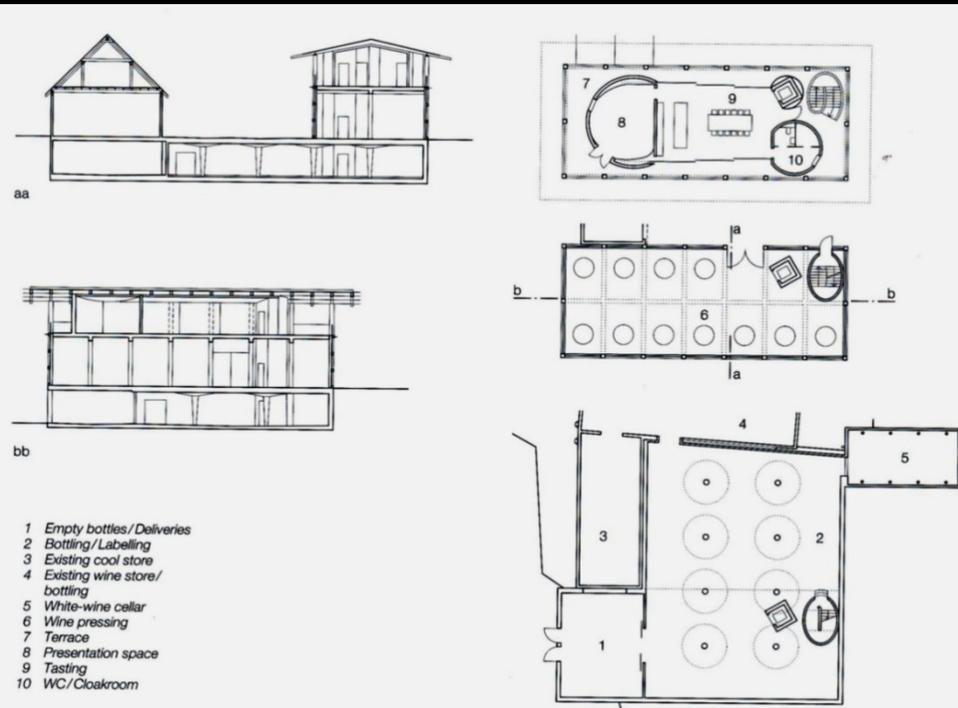 aa
bb
1 Empty bottles/Deliveries
2 Bottling/Labelling
3 Existing cool store
4 Existing wine store/
bottling
5 White-wine cellar
6 Wine pressing
7 Terrace
8 Presentation space
9 Tasting
10 WC/Cloakroom
7
9
8
10
a
b
b
6
a
4
5
3
2
1